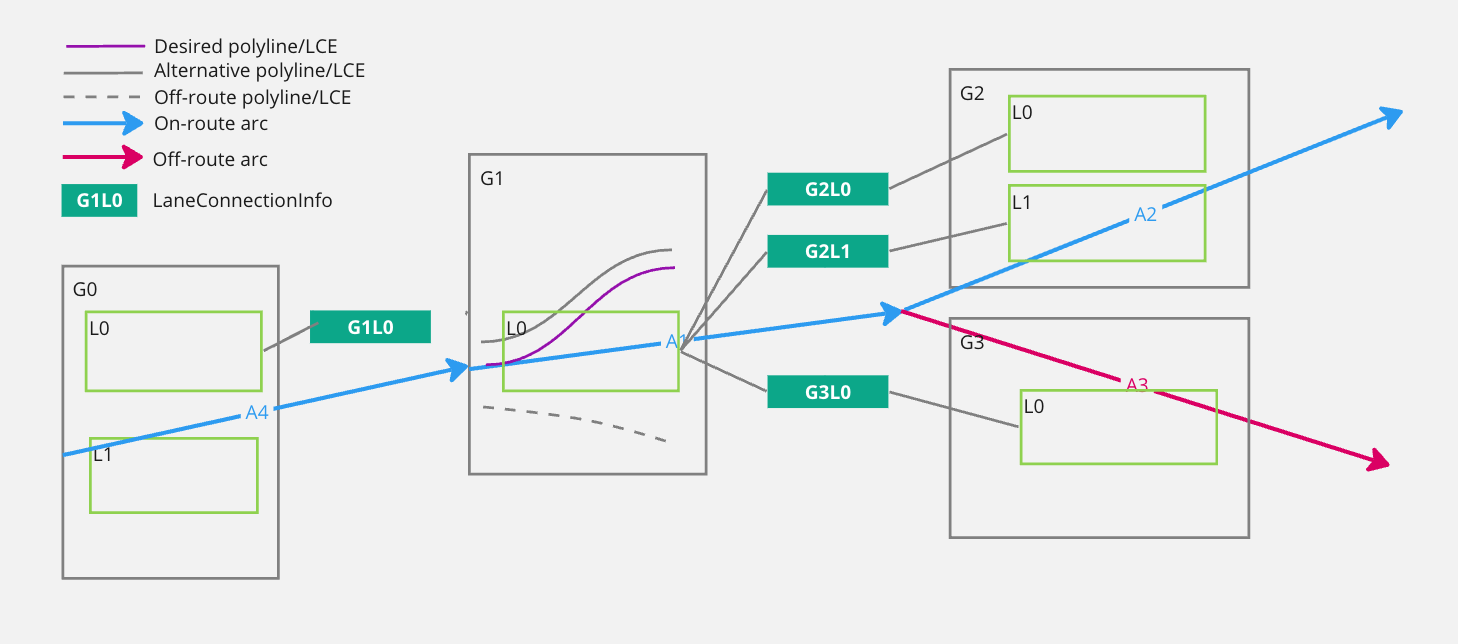 Desired polyline/LCE
Alternative polyline/LCE
Off-route polyline/LCE
On-route arc
Off-route arc
G1L0 LaneConnectionInfo
G0
L0
L1
A4
G1L0
G1
L0
A1
G2L0
G2L1
G3L0
G2
L0
L1
A2
G3
A3
L0